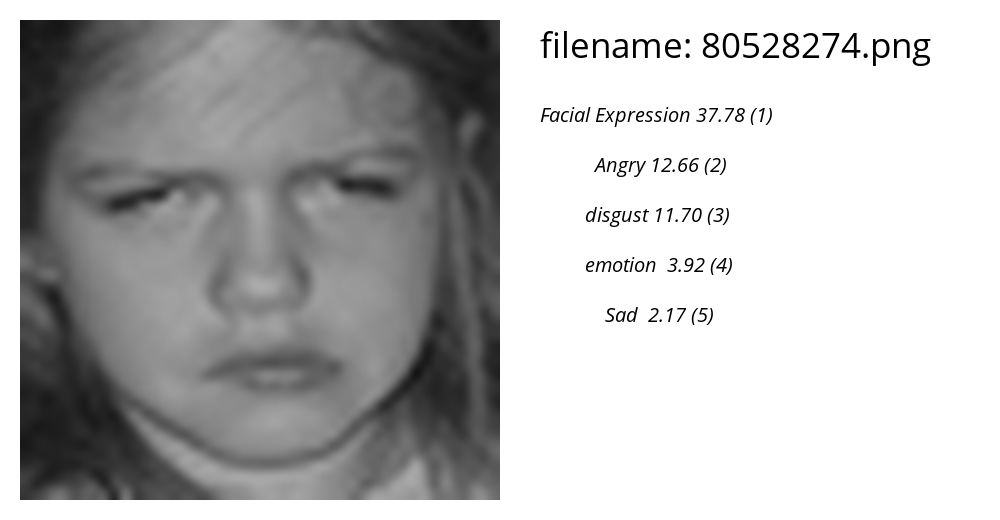 filename: 80528274.png
Facial Expression 37.78 (1)
Angry 12.66 (2)
disgust 11.70 (3)
emotion 3.92 (4)
Sad 2.17 (5)